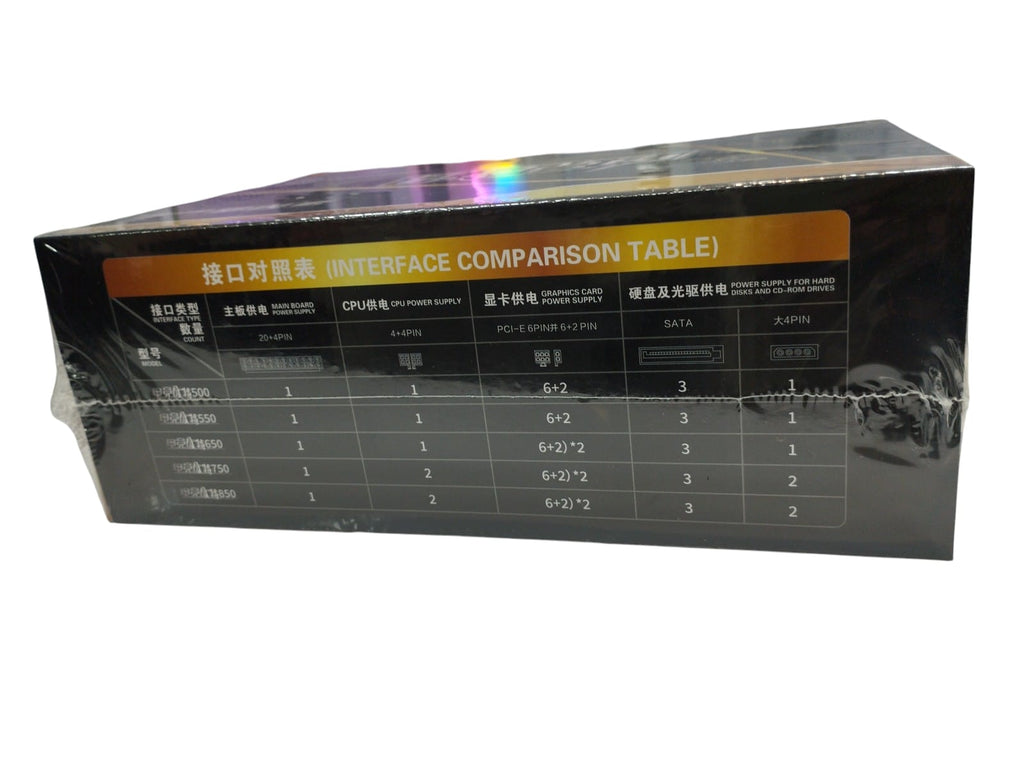 接口对照表 (INTERFACE COMPARISON TABLE)
接口类型
INTERFACE TYPE
数量
COUNT
型号
MODEL
主板供电 MAIN BOARD POWER SUPPLY
CPU供电 CPU POWER SUPPLY
显卡供电 GRAPHICS CARD POWER SUPPLY
硬盘及光驱供电 POWER SUPPLY FOR HARD DISKS AND CD-ROM DRIVES
20+4PIN 4+4PIN PCI-E 6PIN并 6+2 PIN SATA 大4PIN
500 1 1 6+2 3 1
550 1 1 6+2 3 1
650 1 1 6+2)*2 3 1
750 1 2 6+2)*2 3 2
850 1 2 6+2)*2 3 2